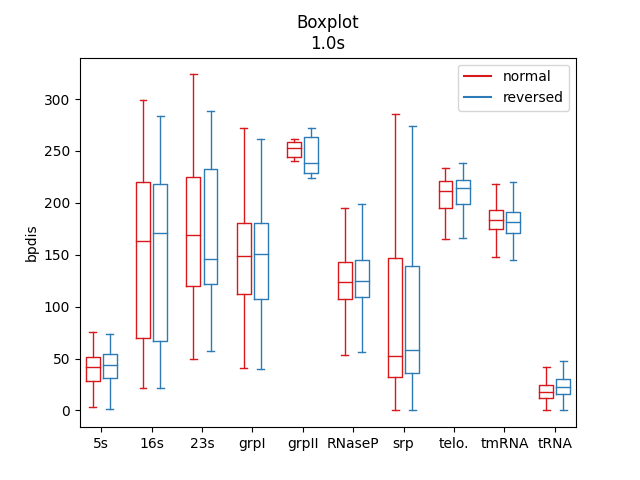 Boxplot
1.0s
normal
reversed
bpdis
300
250
200
150
100
50
0
5s 16s 23s grpI grpII RNaseP srp telo. tmRNA tRNA